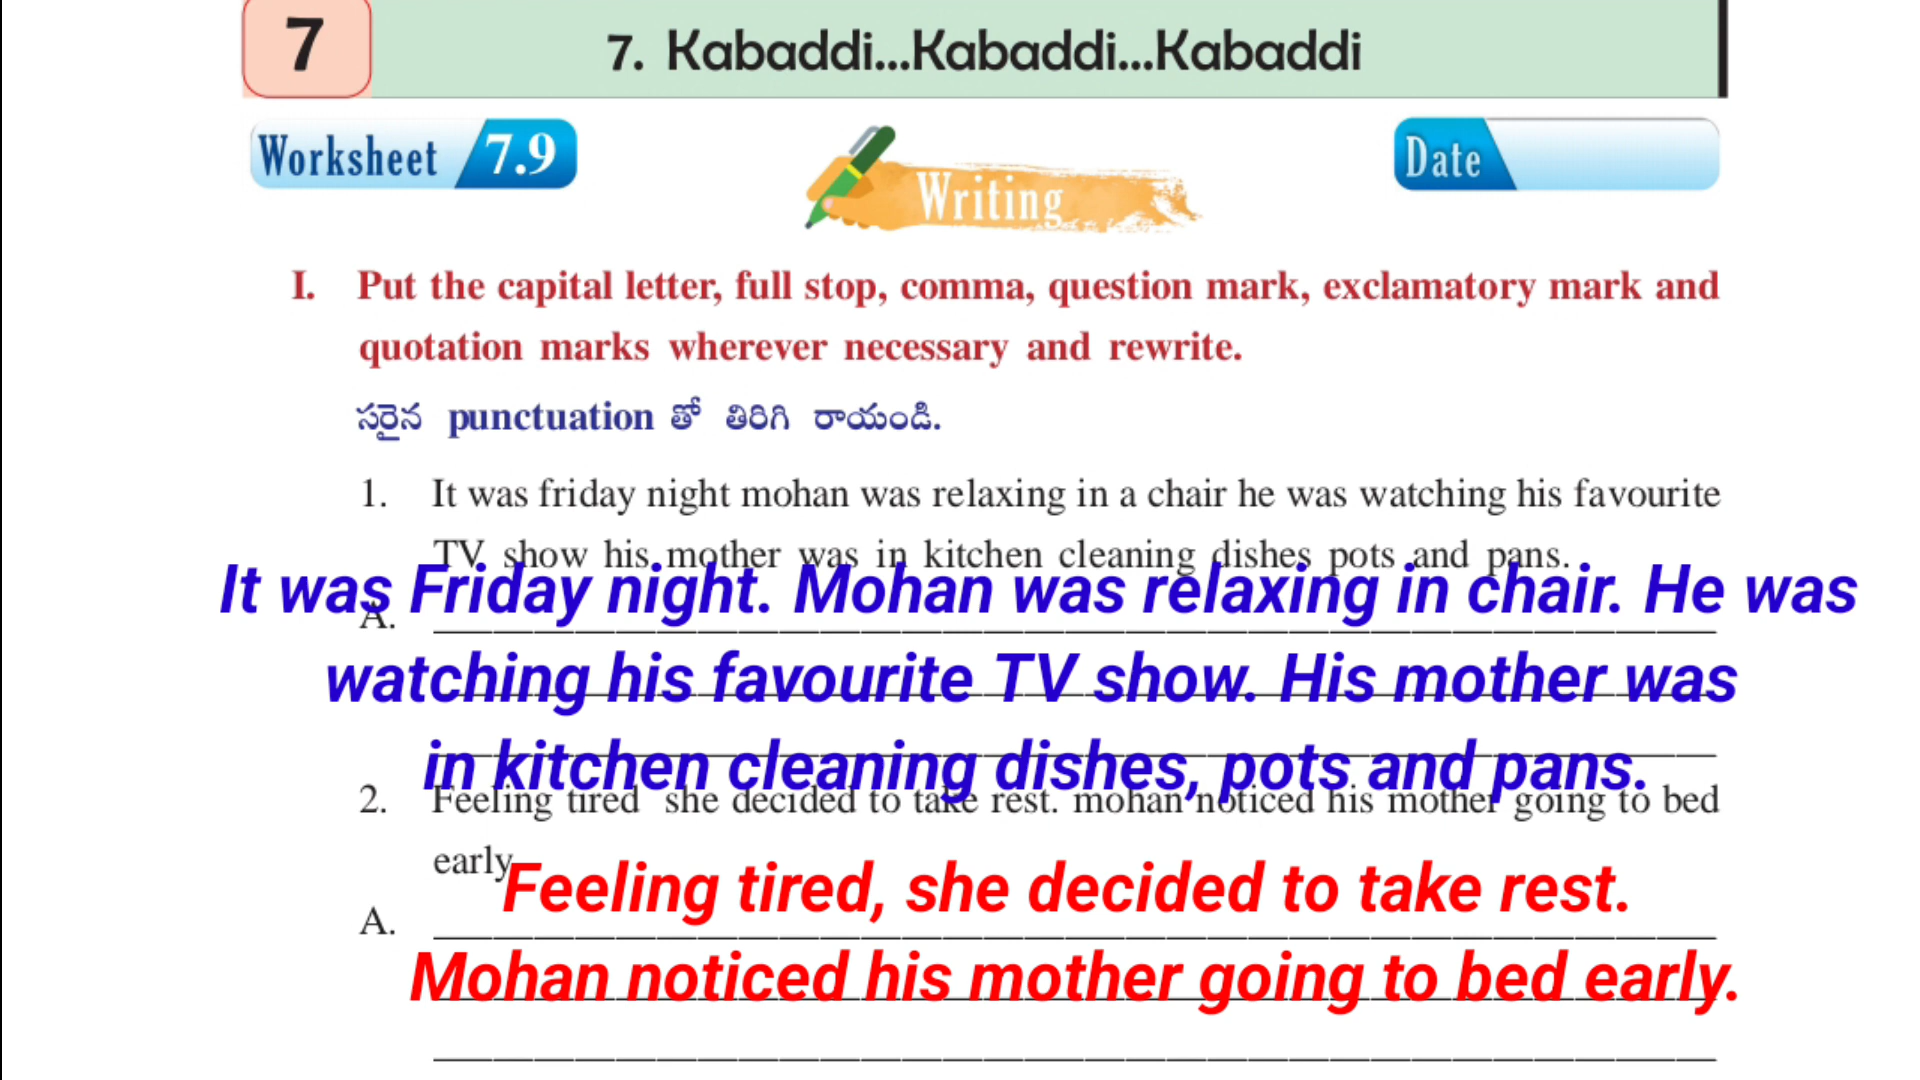 7
7. Kabaddi...Kabaddi...Kabaddi
Worksheet 7.9
Writing
Date
I. Put the capital letter, full stop, comma, question mark, exclamatory mark and
quotation marks wherever necessary and rewrite.
సరైన punctuation తో తిరిగి రాయండి.
1. It was friday night mohan was relaxing in a chair he was watching his favourite
TV show his mother was in kitchen cleaning dishes pots and pans.
It was Friday night. Mohan was relaxing in chair. He was
A.
watching his favourite TV show. His mother was
in kitchen cleaning dishes, pots and pans.
2. Feeling tired she decided to take rest. mohan noticed his mother going to bed
early
Feeling tired, she decided to take rest.
A.
Mohan noticed his mother going to bed early.